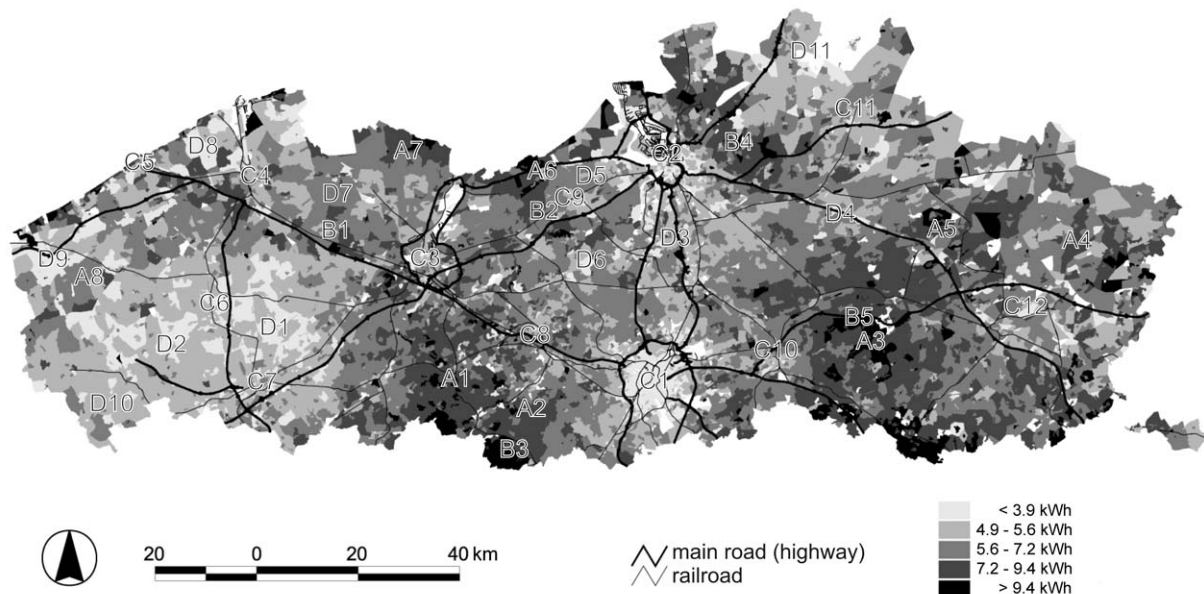 D11
C11
D8
C5
C4
A7
B4
C2
A6
D5
C9
D7
B2
B1
D4
A5
A4
D3
C3
D6
D9
A8
C6
D1
C12
B5
A3
C8
D2
C10
C7
C1
A1
D10
A2
B3
20 0 20 40 km
main road (highway)
railroad
< 3.9 kWh
4.9 - 5.6 kWh
5.6 - 7.2 kWh
7.2 - 9.4 kWh
> 9.4 kWh